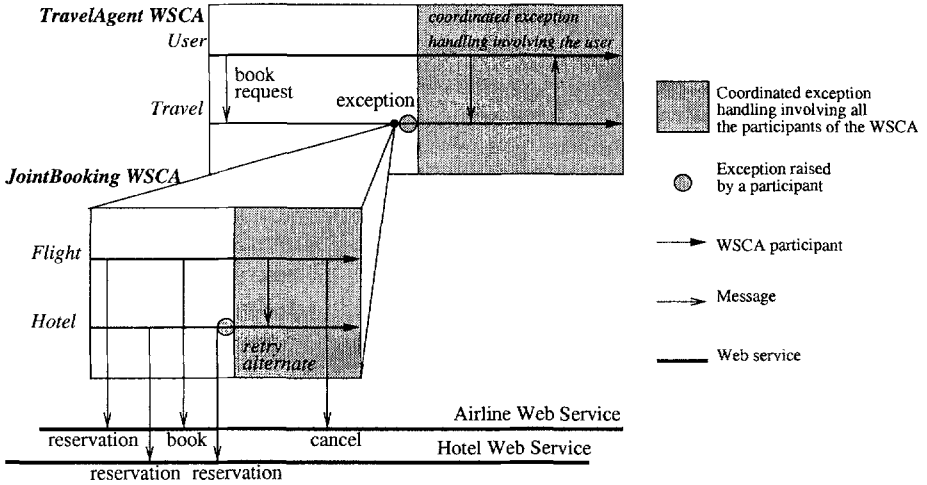 TravelAgent WSCA
User
coordinated exception
handling involving the user
book
request
Travel
exception
JointBooking WSCA
Flight
Hotel
retry
alternate
Airline Web Service
reservation
book
cancel
Hotel Web Service
reservation
reservation
Coordinated exception
handling involving all
the participants of the WSCA
Exception raised
by a participant
WSCA participant
Message
Web service